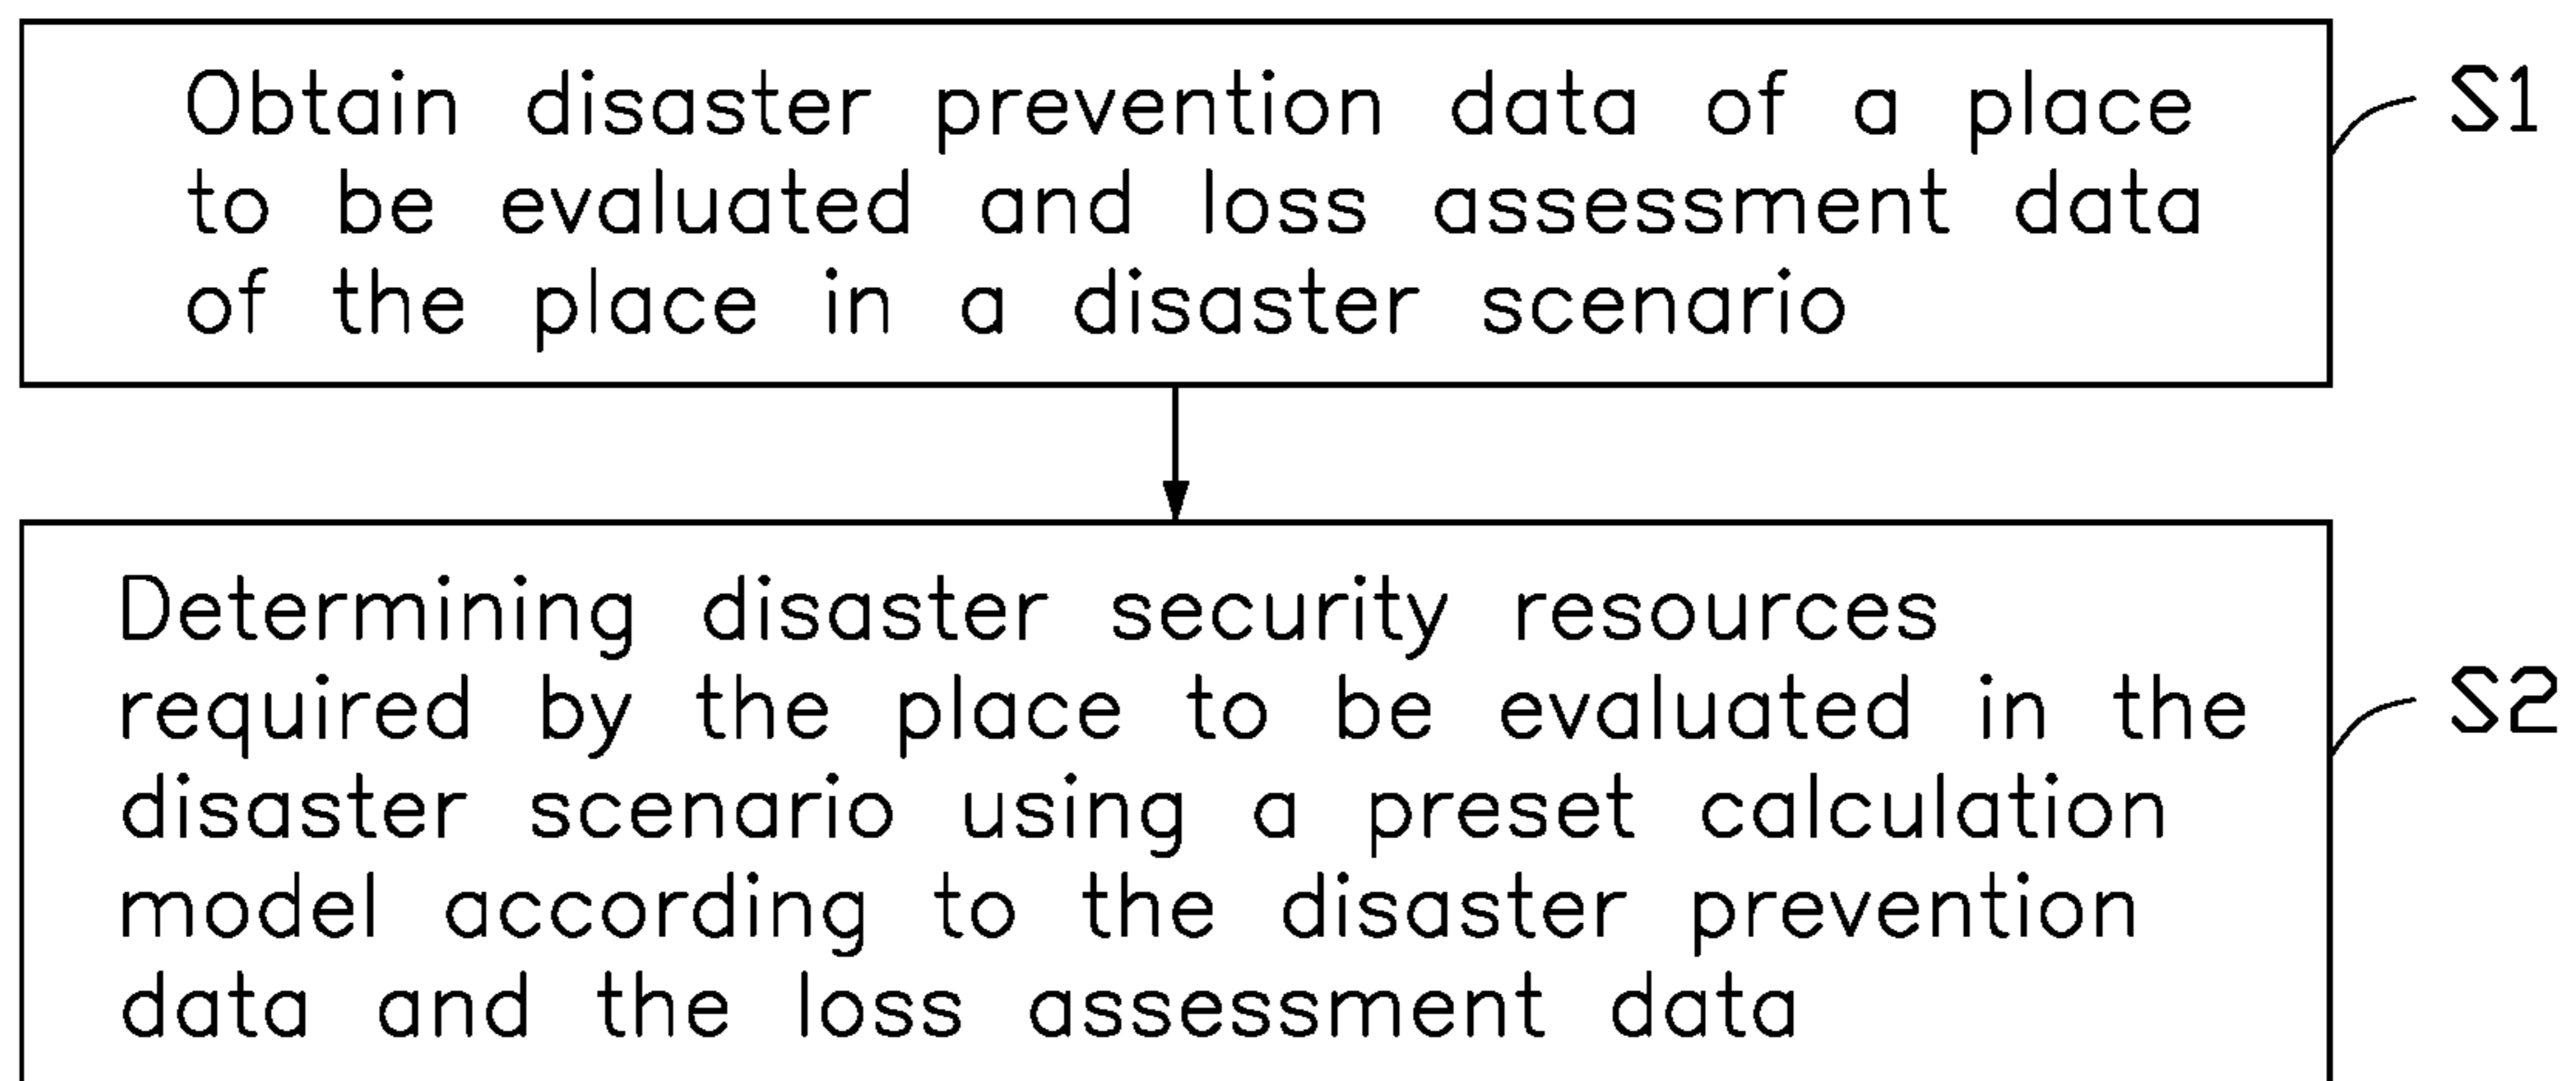 Obtain disaster prevention data of a place
to be evaluated and loss assessment data
of the place in a disaster scenario
S1
Determining disaster security resources
required by the place to be evaluated in the
disaster scenario using a preset calculation
model according to the disaster prevention
data and the loss assessment data
S2